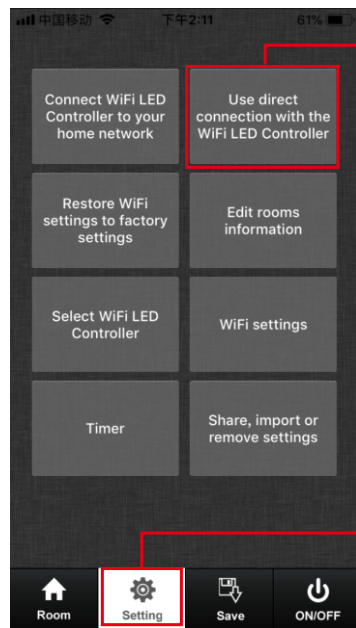 中国移动 下午2:11 61%
Connect WiFi LED
Controller to your
home network
Use direct
connection with the
WiFi LED Controller
Restore WiFi
settings to factory
settings
Edit rooms
information
Select WiFi LED
Controller
WiFi settings
Timer
Share, import or
remove settings
Room Setting Save ON/OFF